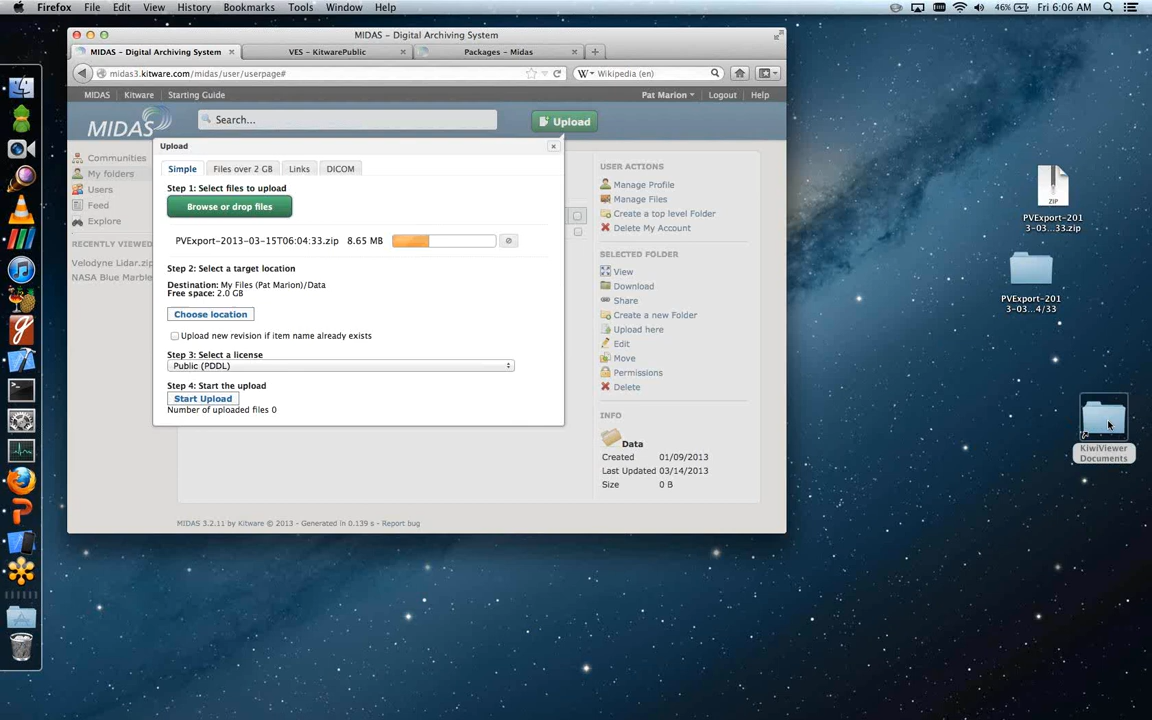 Firefox File Edit View History Bookmarks Tools Window Help 46% Fri 6:06 AM
MIDAS - Digital Archiving System
MIDAS - Digital Archiving System VES - KitwarePublic Packages - Midas
midas3.kitware.com/midas/user/userpage# W Wikipedia (en)
MIDAS Kitware Starting Guide Pat Marion Logout Help
MIDAS Search... Upload
Upload
Communities
My folders
Users
Feed
Explore
RECENTLY VIEWED
Velodyne Lidar.zip
NASA Blue Marble
Simple Files over 2 GB Links DICOM
Step 1: Select files to upload
Browse or drop files
PVExport-2013-03-15T06:04:33.zip 8.65 MB
Step 2: Select a target location
Destination: My Files (Pat Marion)/Data
Free space: 2.0 GB
Choose location
Upload new revision if item name already exists
Step 3: Select a license
Public (PDDL)
Step 4: Start the upload
Start Upload
Number of uploaded files 0
USER ACTIONS
Manage Profile
Manage Files
Create a top level Folder
Delete My Account
SELECTED FOLDER
View
Download
Share
Create a new Folder
Upload here
Edit
Move
Permissions
Delete
INFO
Data
Created 01/09/2013
Last Updated 03/14/2013
Size 0 B
MIDAS 3.2.11 by Kitware © 2013 - Generated in 0.139 s - Report bug
ZIP
PVExport-201
3-03...33.zip
PVExport-201
3-03...4/33
KiwiViewer
Documents